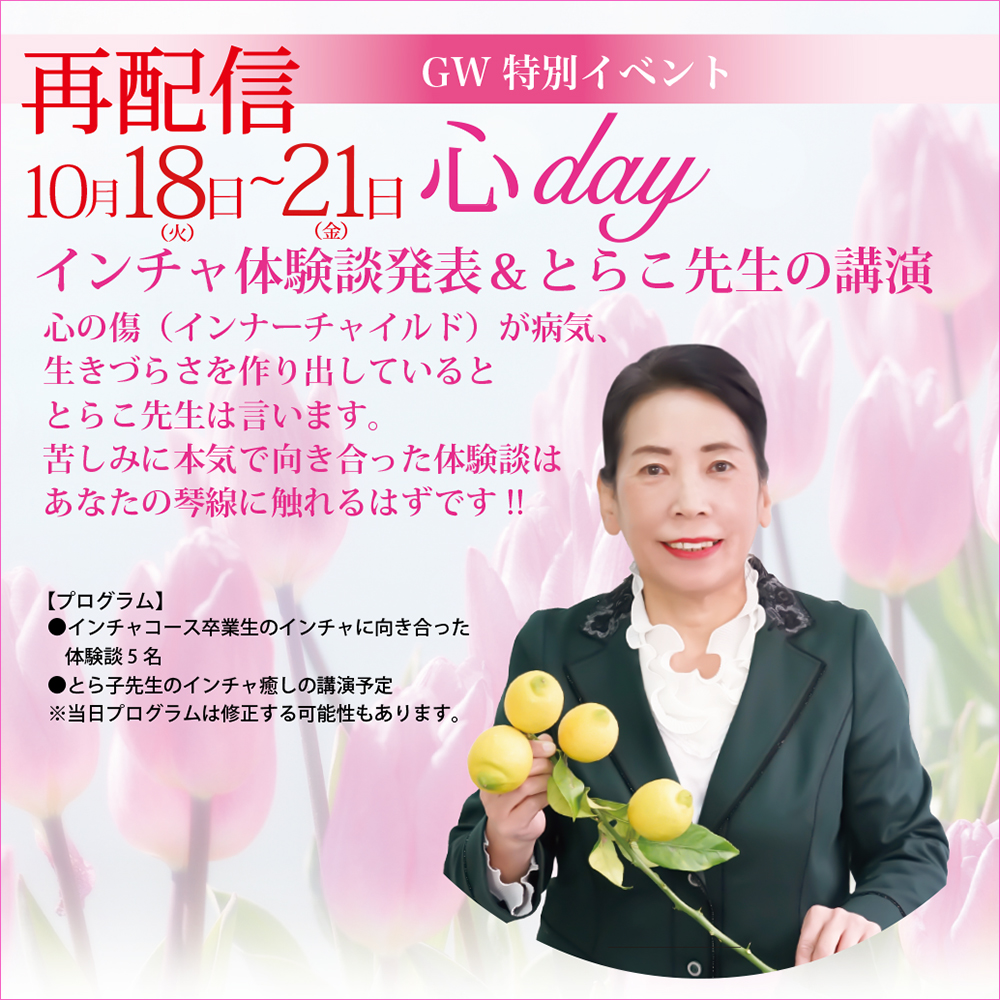 GW 特別イベント
再配信
10月18日〜21日
（火）
（金）
心day
インチャ体験談発表＆とらこ先生の講演
心の傷（インナーチャイルド）が病気、
生きづらさを作り出していると
とらこ先生は言います。
苦しみに本気で向き合った体験談は
あなたの琴線に触れるはずです!!
【プログラム】
●インチャコース卒業生のインチャに向き合った
体験談５名
●とら子先生のインチャ癒しの講演予定
※当日プログラムは修正する可能性もあります。